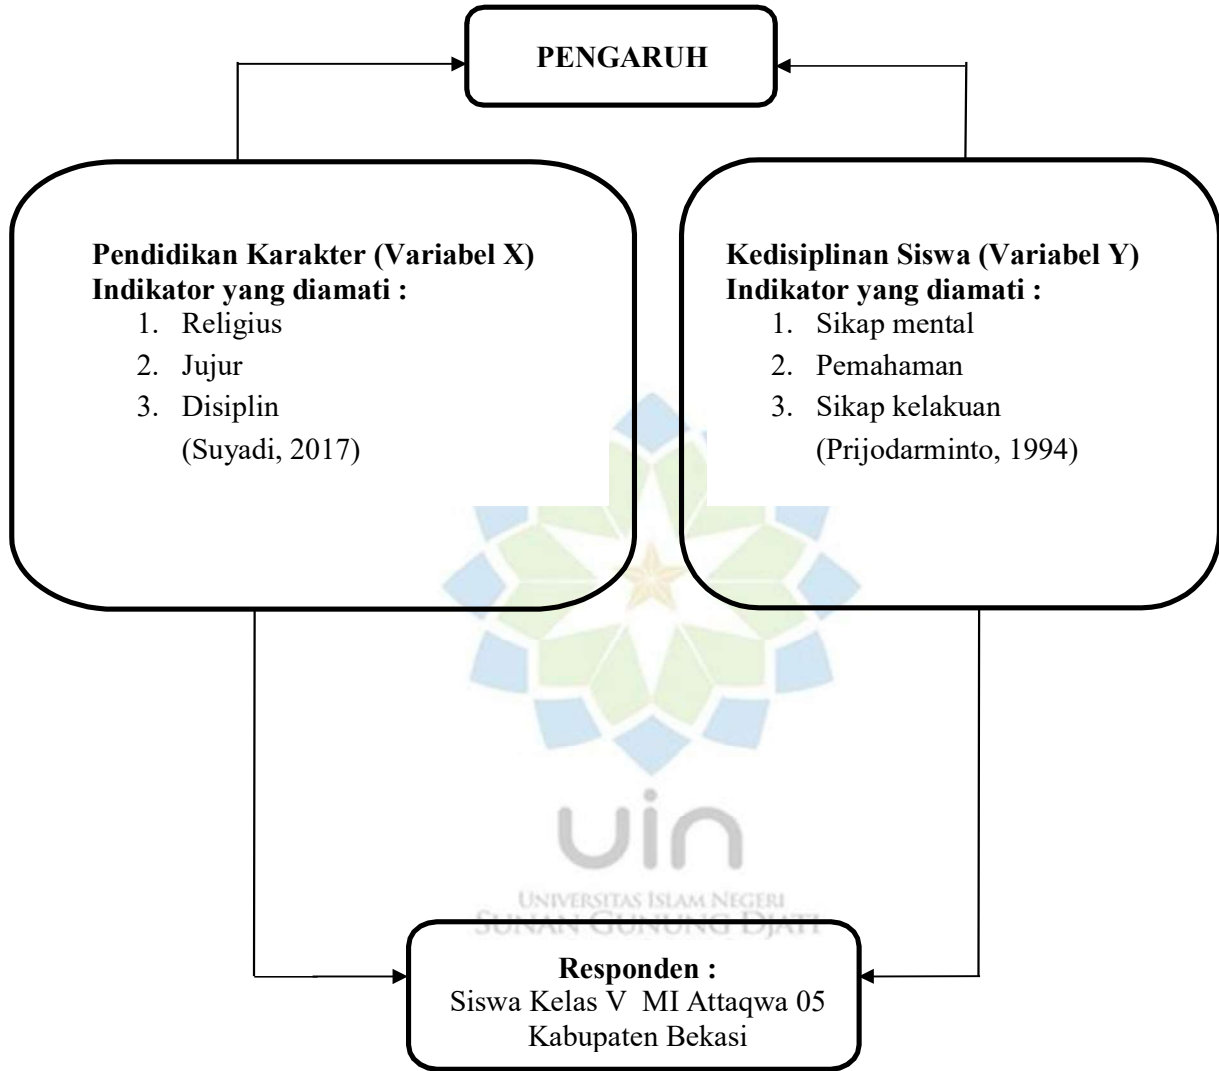 PENGARUH
Pendidikan Karakter (Variabel X)
Indikator yang diamati :
1. Religius
2. Jujur
3. Disiplin
(Suyadi, 2017)
Kedisiplinan Siswa (Variabel Y)
Indikator yang diamati :
1. Sikap mental
2. Pemahaman
3. Sikap kelakuan
(Prijodarminto, 1994)
uin
UNIVERSITAS ISLAM NEGERI
SUNAN GUNUNG DJATI
Responden :
Siswa Kelas V MI Attaqwa 05
Kabupaten Bekasi